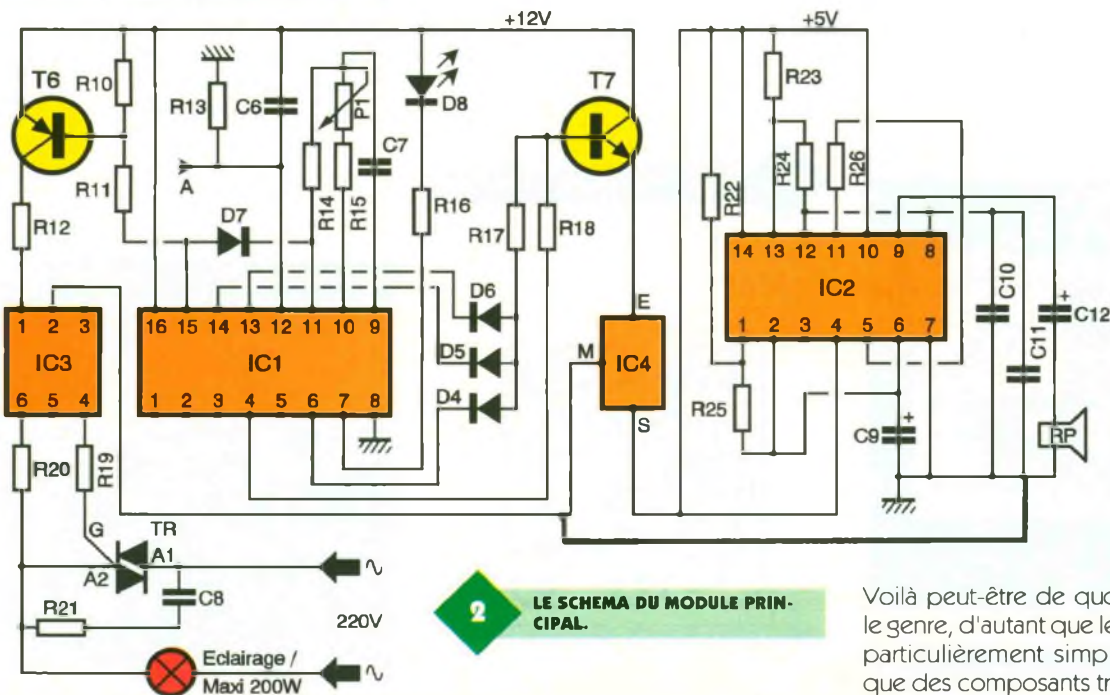 +12V
+5V
T6
R10
R13
C6
P1
D8
T7
R23
A
C7
R24
R26
R11
R12
D7
R14
R15
R16
R17
R18
R22
14 13 12 11 10 9 8
IC2
1 2 3 4 5 6 7
C10
C11
+
C12
D6
D5
D4
E
M
IC4
S
1 2 3
IC3
6 5 4
16 15 14 13 12 11 10 9
IC1
1 2 3 4 5 6 7 8
R25
C9
+
RP
R20
R19
G
TR
A1
A2
C8
R21
220V
Eclairage /
Maxi 200W
2
LE SCHEMA DU MODULE PRIN-
CIPAL.
Voilà peut-être de
le genre, d'autant que
particulièrement
que des composants